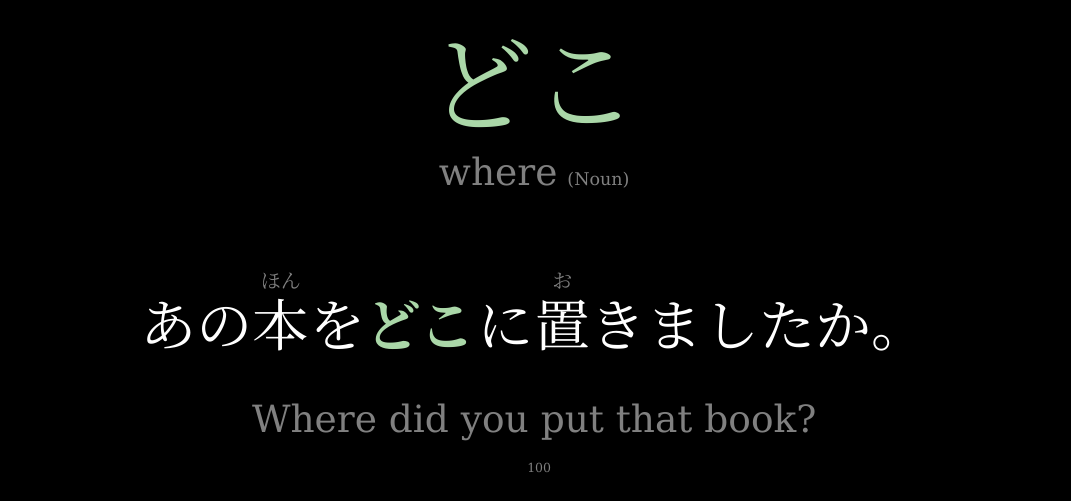 どこ
where (Noun)
ほん お
あの本をどこに置きましたか。
Where did you put that book?
100